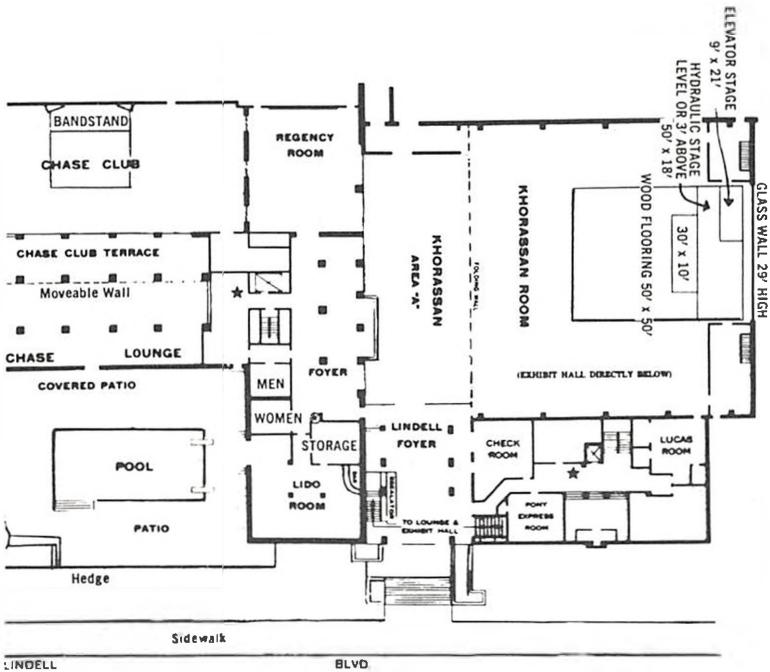 ELEVATOR STAGE
9' x 21'
HYDRAULIC STAGE
LEVEL OR 3' ABOVE
50' x 18'
WOOD FLOORING 50' x 50'
30' x 10'
GLASS WALL 29' HIGH
BANDSTAND
CHASE CLUB
REGENCY
ROOM
CHASE CLUB TERRACE
Moveable Wall
CHASE LOUNGE
COVERED PATIO
POOL
PATIO
Hedge
MEN
WOMEN
FOYER
STORAGE
LIDO
ROOM
BAR
KHORASSAN
AREA "A"
FOLDING WALL
KHORASSAN ROOM
(EXHIBIT HALL DIRECTLY BELOW)
LINDELL
FOYER
ESCALATOR
TO LOUNGE &
EXHIBIT HALL
CHECK
ROOM
LUCAS
ROOM
PONY
EXPRESS
ROOM
Sidewalk
LINDELL BLVD